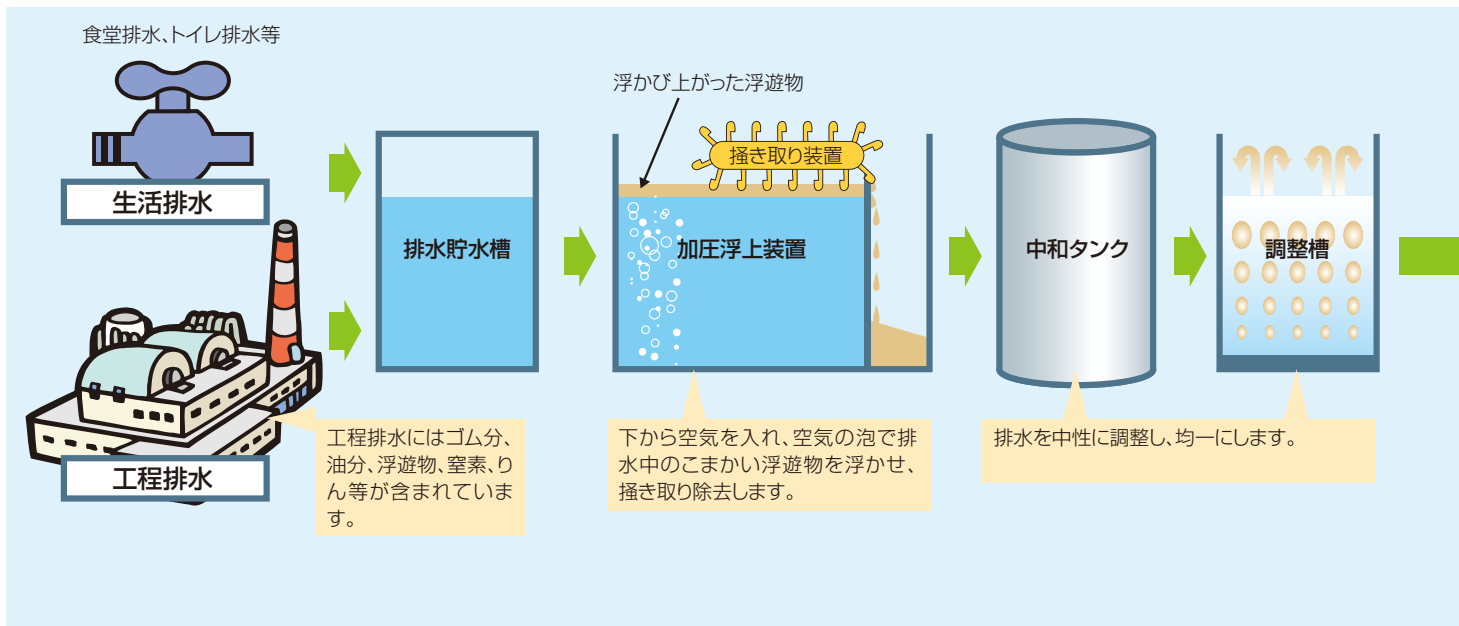 食堂排水、トイレ排水等
生活排水
工程排水
工程排水にはゴム分、
油分、浮遊物、窒素、り
ん等が含まれていま
す。
排水貯水槽
浮かび上がった浮遊物
掻き取り装置
加圧浮上装置
下から空気を入れ、空気の泡で排
水中のこまかい浮遊物を浮かせ、
掻き取り除去します。
中和タンク
調整槽
排水を中性に調整し、均一にします。